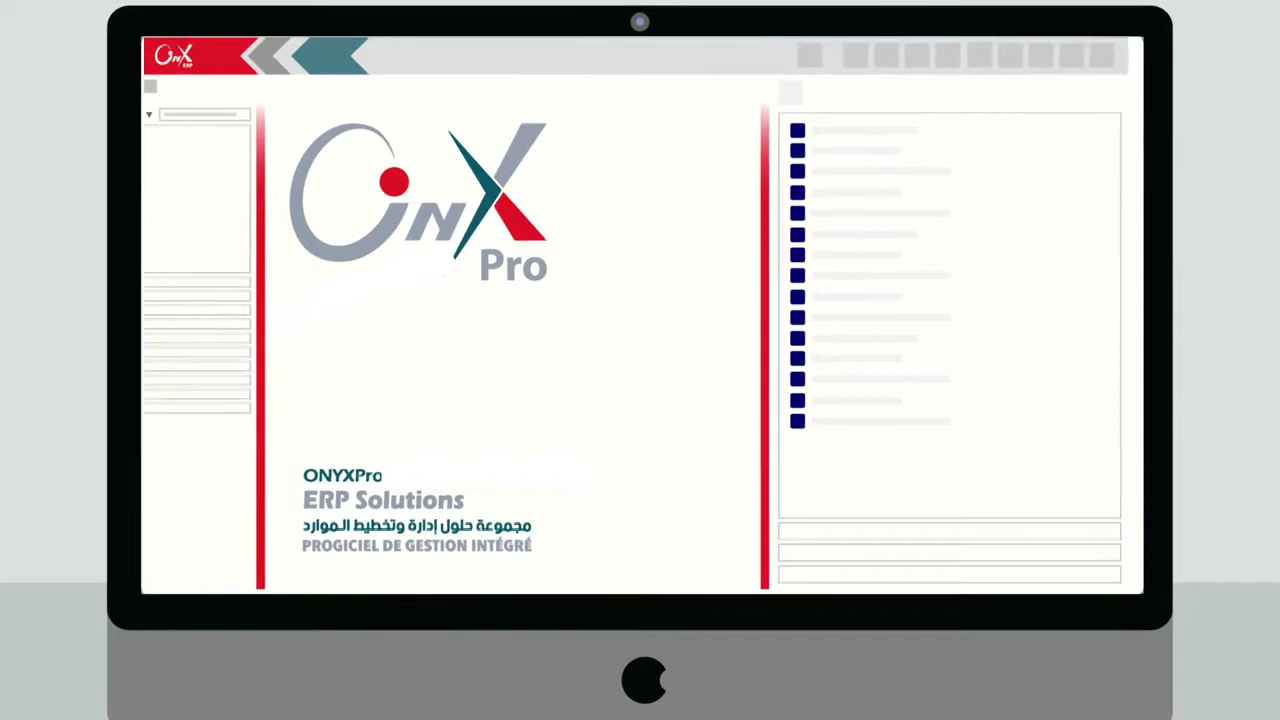 OnX
ERP
OnX
Pro
ONYXPro
ERP Solutions
مجموعة حلول إدارة وتخطيط الموارد
PROGICIEL DE GESTION INTÉGRÉ